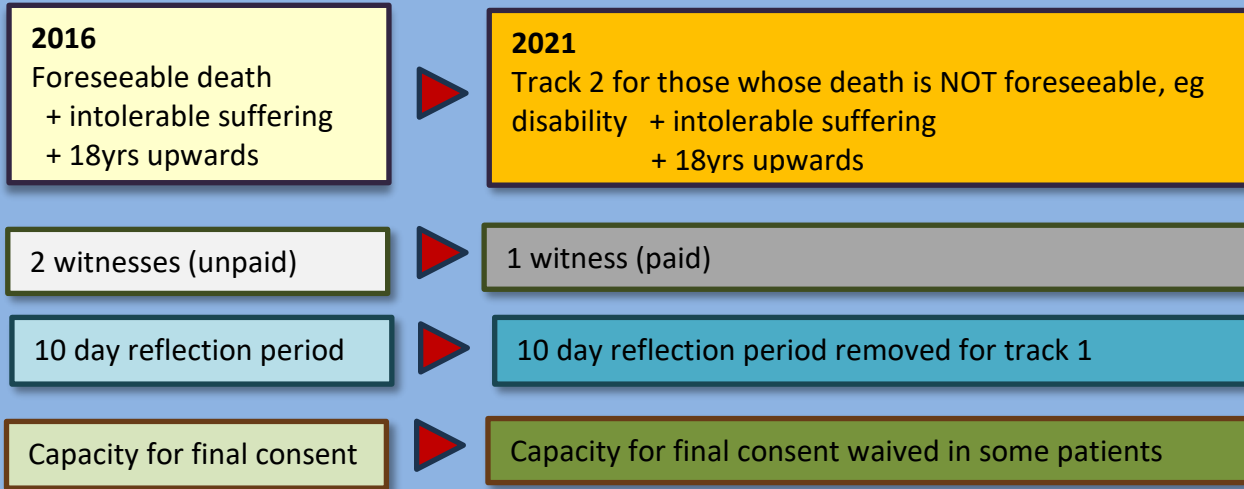 2016
Foreseeable death
+ intolerable suffering
+ 18yrs upwards
2021
Track 2 for those whose death is NOT foreseeable, eg
disability + intolerable suffering
+ 18yrs upwards
2 witnesses (unpaid)
1 witness (paid)
10 day reflection period
10 day reflection period removed for track 1
Capacity for final consent
Capacity for final consent waived in some patients